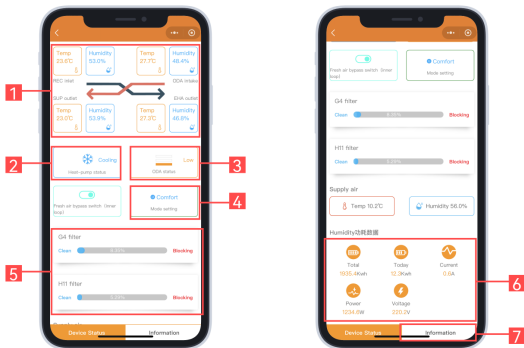 Temp
23.0℃
Humidity
53.0%
Temp
27.7℃
Humidity
46.4%
REC inlet
ODA Intake
SUP outlet
EHA outlet
Temp
23.0℃
Humidity
53.9%
Temp
27.3℃
Humidity
46.8%
1
Cooling
Heat-pump status
2
Low
ODA status
3
Fresh air bypass switch (Inner loop)
Comfort
Mode setting
4
G4 filter
Clean
Blocking
H11 filter
Clean
Blocking
5
Device Status
Information
Fresh air bypass switch (Inner loop)
Comfort
Mode setting
G4 filter
Clean
Blocking
H11 filter
Clean
Blocking
Supply air
Temp 10.2℃
Humidity 56.0%
Humidity功耗数据
Total
1935.4Kwh
Today
12.3Kwh
Current
Power
1234.8W
Voltage
220.2V
6
Device Status
Information
7